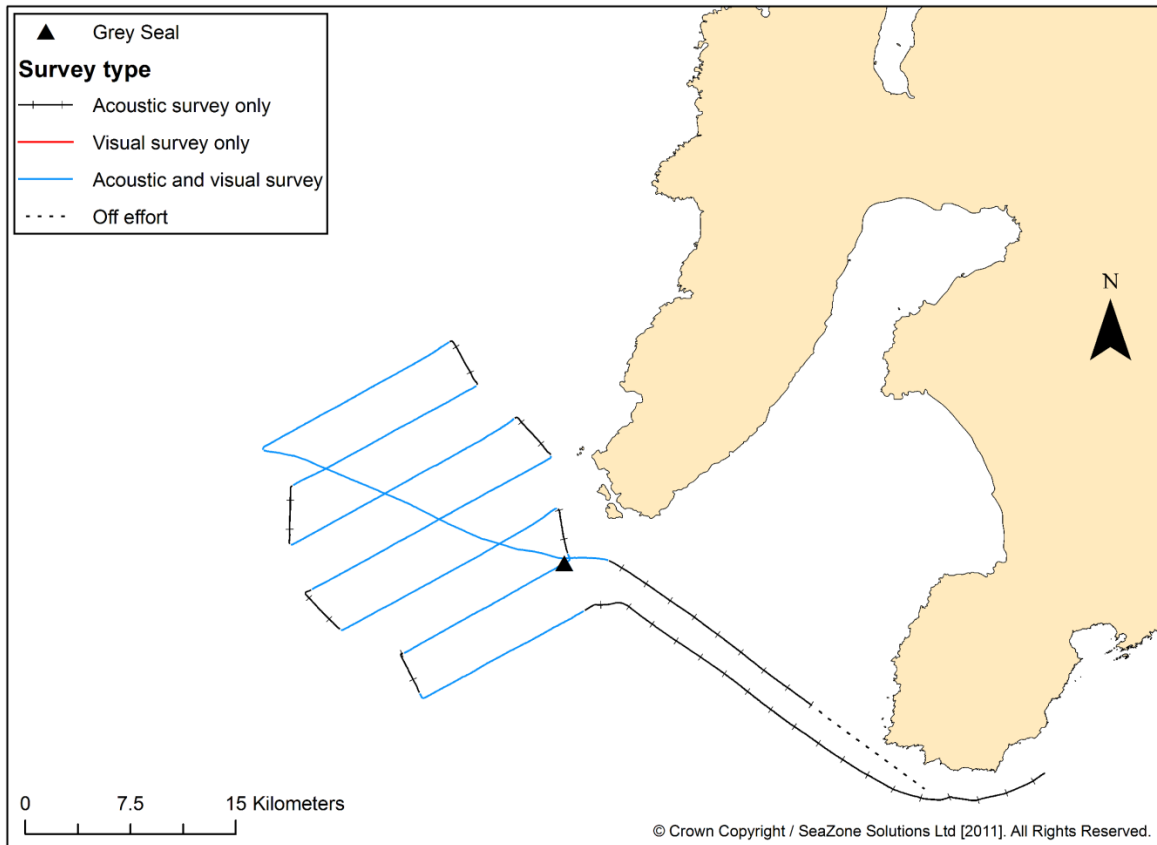 Grey Seal
Survey type
Acoustic survey only
Visual survey only
Acoustic and visual survey
Off effort
N
0 7.5 15 Kilometers
© Crown Copyright / SeaZone Solutions Ltd [2011]. All Rights Reserved.